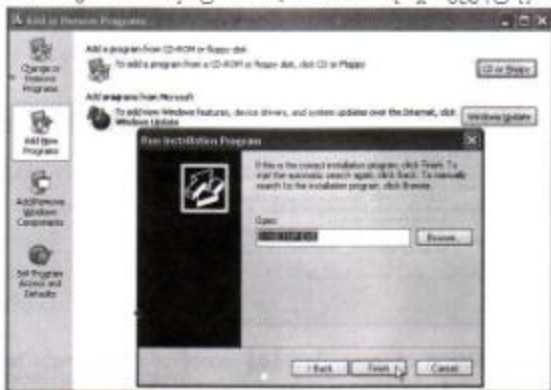 Add or Remove Programs
Change or
Remove
Programs
Add New
Programs
Add/Remove
Windows
Components
Set Program
Access and
Defaults
Add a program from CD-ROM or floppy disk
To add a program from a CD-ROM or floppy disk, click CD or Floppy
CD or Floppy
Add programs from Microsoft
To add new Windows features, device drivers, and system updates over the Internet, click
Windows Update
Windows Update
Run Installation Program
If this is the correct installation program, click Finish. To
start the automatic search again, click Back. To manually
search for the installation program, click Browse.
Open:
Browse...
< Back
Finish
Cancel